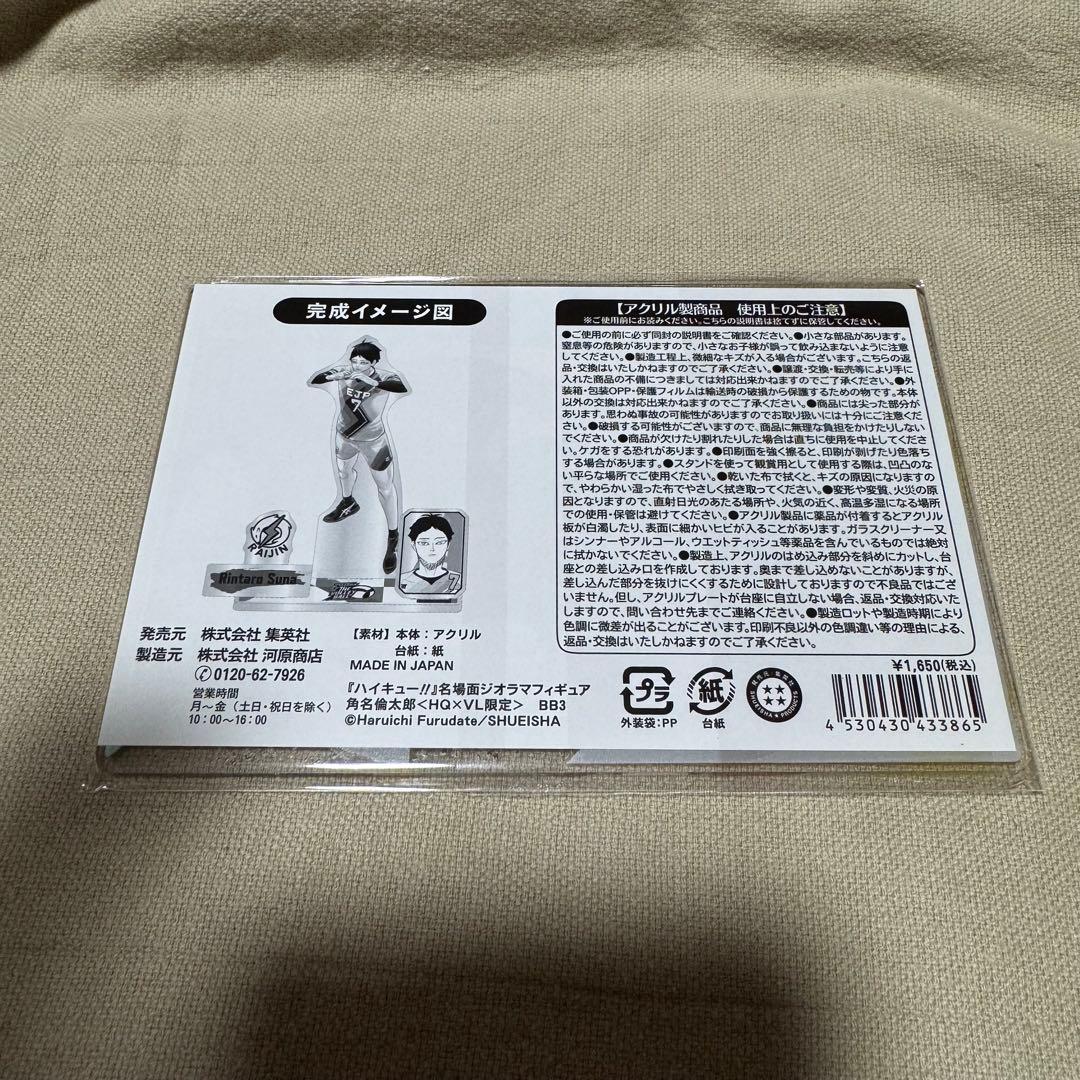 完成イメージ図
EJP
7
RAIJIN
Rintaro Suna
7
発売元 株式会社 集英社
製造元 株式会社 河原商店
0120-62-7926
営業時間
月〜金（土日・祝日を除く）
10：00〜16：00
【素材】本体：アクリル
台紙：紙
MADE IN JAPAN
『ハイキュー!!』名場面ジオラマフィギュア
角名倫太郎<HQ×VL限定> BB3
©Haruichi Furudate／SHUEISHA
【アクリル製商品 使用上のご注意】
※ご使用前にお読みください。こちらの説明書は捨てずに保管してください。
●ご使用の前に必ず同封の説明書をご確認ください。●小さな部品があります。
窒息等の危険がありますので、小さなお子様が誤って飲み込まないように注意
してください。●製造工程上、微細なキズが入る場合がございます。こちらの返
品・交換はいたしかねますのでご了承ください。●譲渡・交換・転売等により手に
入れた商品の不備につきましては対応出来かねますのでご了承ください。●外
装箱・包装OPP・保護フィルムは輸送時の破損から保護するための物です。本体
以外の交換は対応出来かねますのでご了承ください。●商品には尖った部分が
あります。思わぬ事故の可能性がありますのでお取り扱いには十分にご注意くださ
い。●破損する可能性がございますので、商品に無理な負担をかけたりしない
でください。●商品が欠けたり割れたりした場合は直ちに使用を中止してくださ
い。ケガをする恐れがあります。●印刷面を強く擦ると、印刷が剥げたり色落ち
する場合があります。●スタンドを使って観賞用として使用する際は、凹凸のな
い平らな場所でご使用ください。●乾いた布で拭くと、キズの原因になりますの
で、やわらかい湿った布でやさしく拭き取ってください。●変形や変質、火災の原
因となりますので、直射日光のあたる場所や、火気の近く、高温多湿になる場所
での使用・保管は避けてください。●アクリル製品に薬品が付着するとアクリル
板が白濁したり、表面に細かいヒビが入ることがあります。ガラスクリーナー又
はシンナーやアルコール、ウエットティッシュ等薬品を含んでいるものでは絶対
に拭かないでください。●製造上、アクリルのはめ込み部分を斜めにカットし、台
座との差し込み口を作成しております。奥まで差し込めないことがありますが、
差し込んだ部分を抜けにくくするために設計しておりますので不良品ではござ
いません。但し、アクリルプレートが台座に自立しない場合、返品・交換対応いた
しますので、問い合わせ先までご連絡ください。●製造ロットや製造時期により
色調に微差が出ることがございます。印刷不良以外の色調違い等の理由による、
返品・交換はいたしかねますのでご了承ください。
¥1,650(税込)
プラ
外装袋：PP
紙
台紙
発売元 集英社
SHUEISHA PRODUCTS
4530430433865